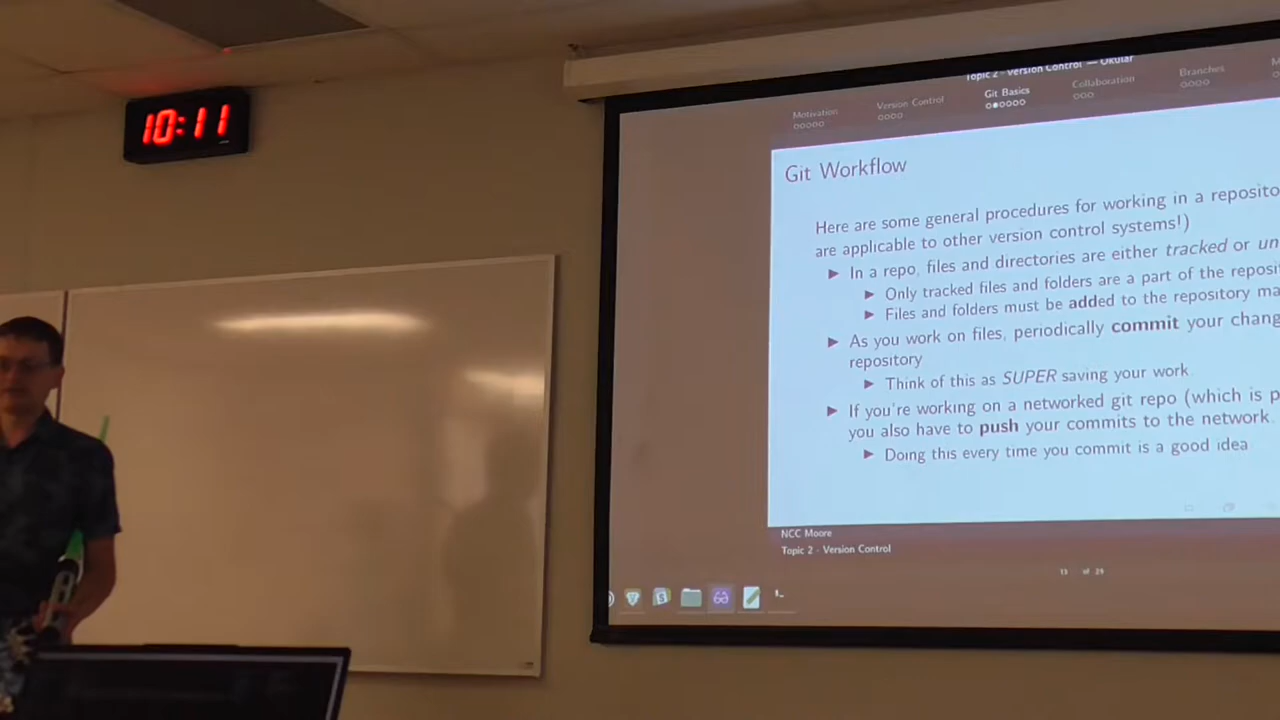 10:11
Topic 2 - Version Control — Okular
Motivation
Version Control
Git Basics
Collaboration
Branches
Git Workflow
Here are some general procedures for working in a reposito
are applicable to other version control systems!)
► In a repo, files and directories are either tracked or un
► Only tracked files and folders are a part of the reposi
► Files and folders must be added to the repository ma
► As you work on files, periodically commit your chang
repository
► Think of this as SUPER saving your work
► If you're working on a networked git repo (which is p
you also have to push your commits to the network.
► Doing this every time you commit is a good idea
NCC Moore
Topic 2 - Version Control
13 of 25